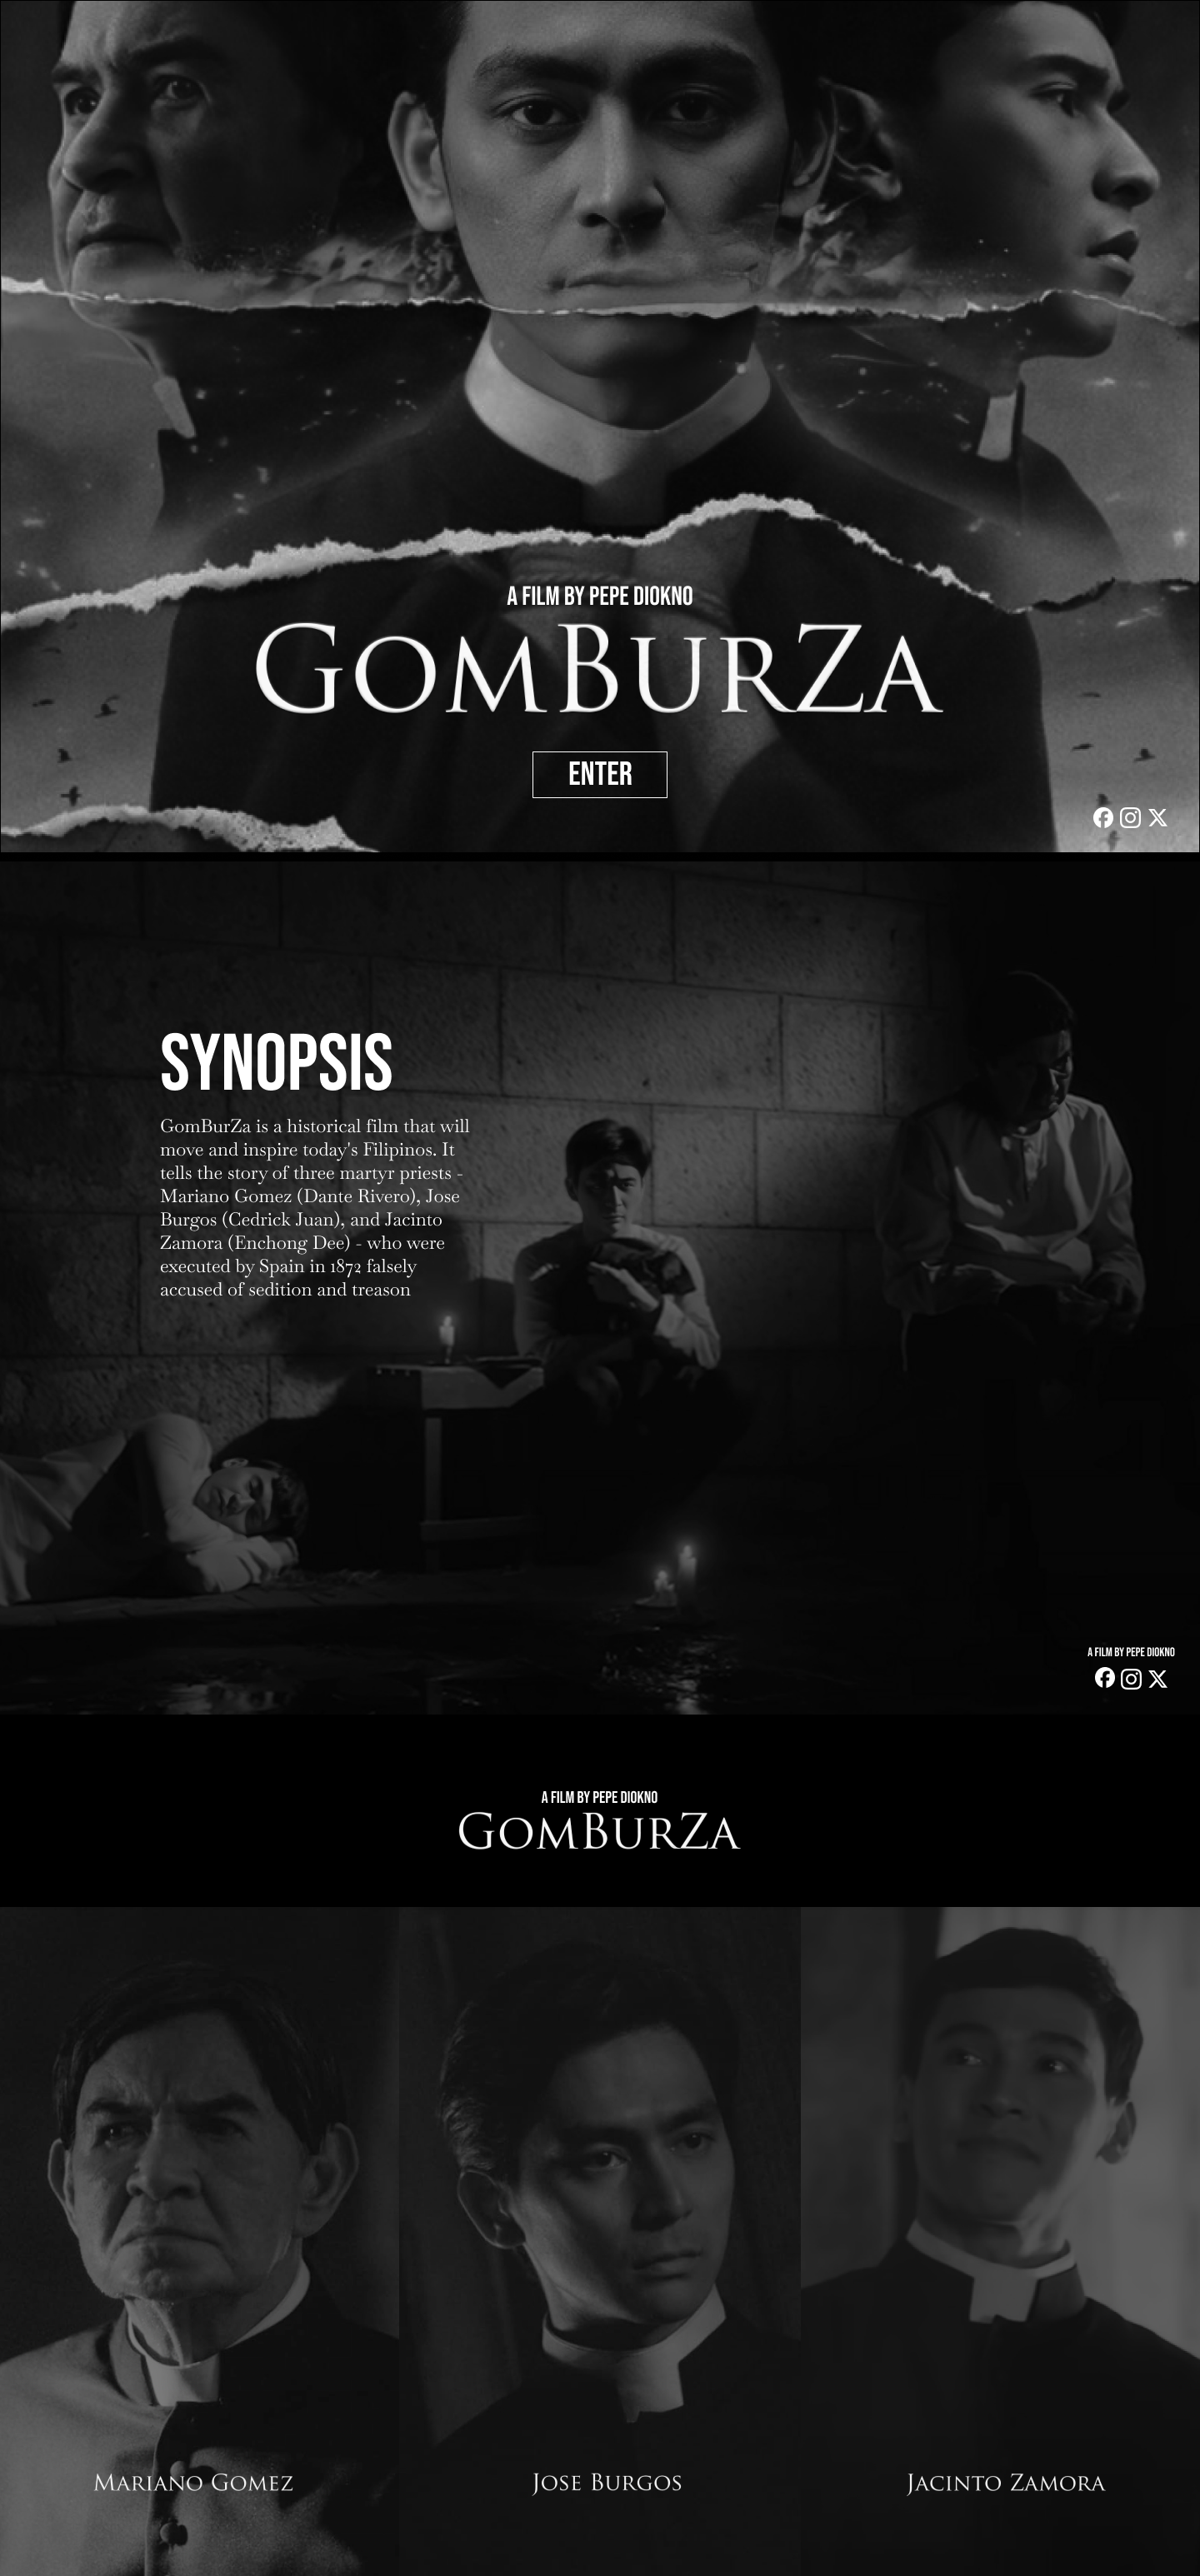 A FILM BY PEPE DIOKNO
GOMBURZA
ENTER
SYNOPSIS
GomBurZa is a historical film that will
move and inspire today's Filipinos. It
tells the story of three martyr priests -
Mariano Gomez (Dante Rivero), Jose
Burgos (Cedrick Juan), and Jacinto
Zamora (Enchong Dee) - who were
executed by Spain in 1872 falsely
accused of sedition and treason
A FILM BY PEPE DIOKNO
A FILM BY PEPE DIOKNO
GOMBURZA
MARIANO GOMEZ
JOSE BURGOS
JACINTO ZAMORA